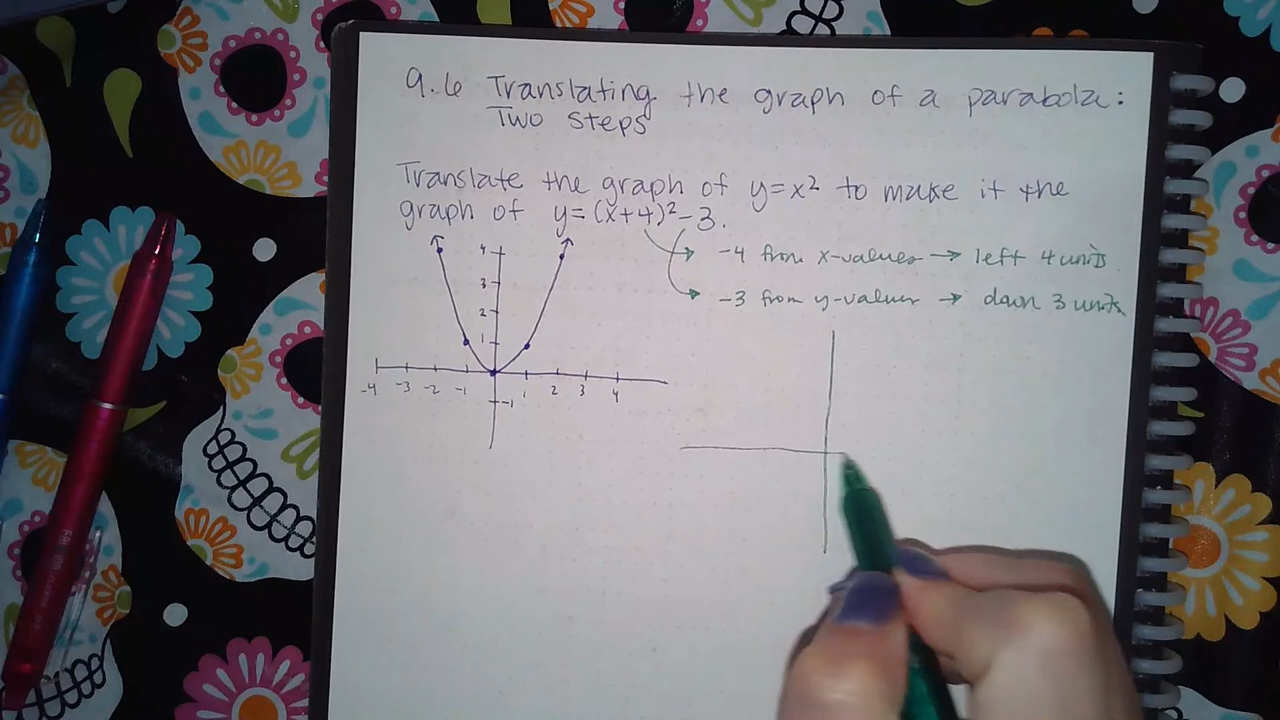 9.6 Translating the graph of a parabola:
Two steps
Translate the graph of y=x² to make it the
graph of y=(x+4)²-3.
-4 from x-values → left 4 units
-3 from y-values → down 3 units
4
3
2
1
-4 -3 -2 -1 1 2 3 4
-1